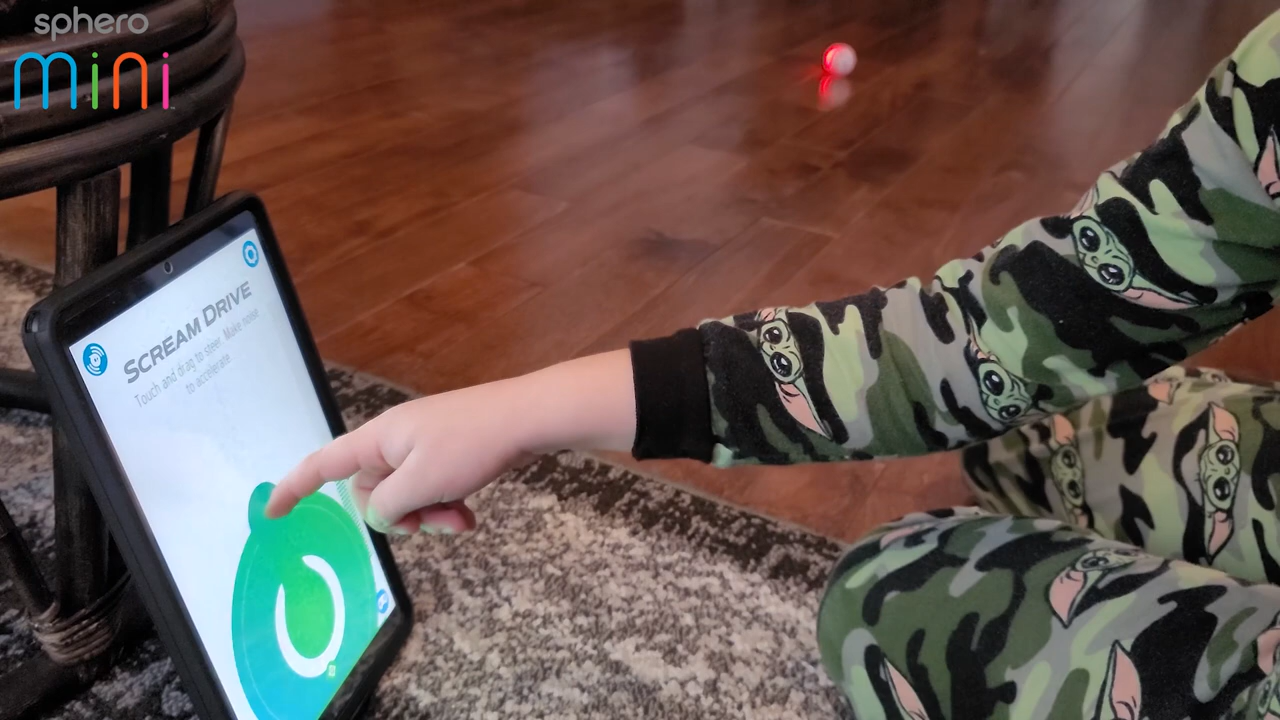 sphero
mini
SCREAM DRIVE
Touch and drag to steer. Make noise
to accelerate